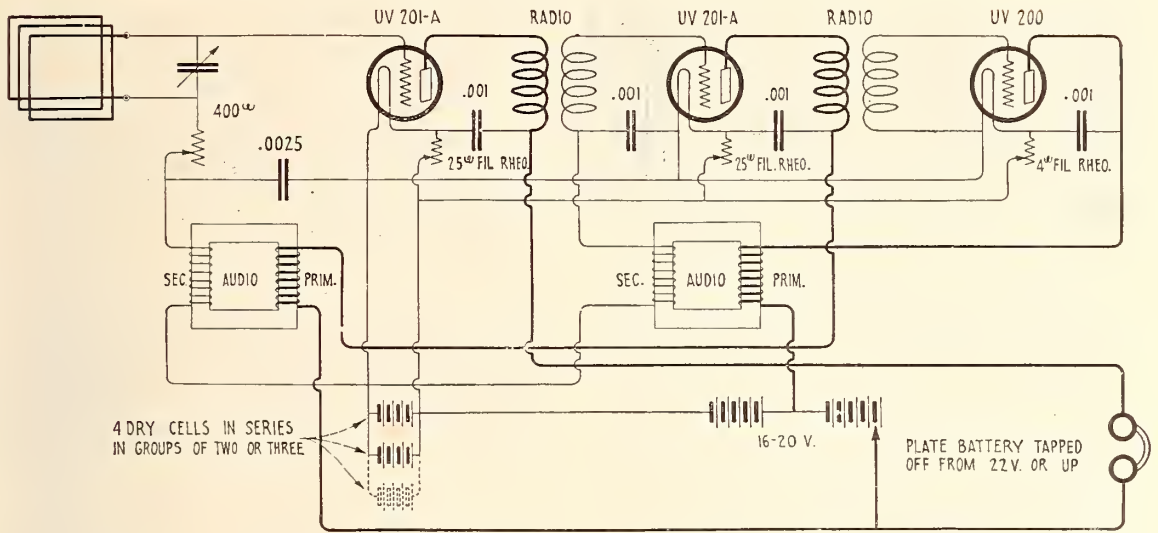 UV 201-A
RADIO
UV 201-A
RADIO
UV 200
400ω
.0025
.001
25ω FIL RHEO.
.001
.001
25ω FIL. RHEO.
.001
4ω FIL RHEO.
SEC.
AUDIO
PRIM.
SEC.
AUDIO
PRIM.
4 DRY CELLS IN SERIES
IN GROUPS OF TWO OR THREE
16-20 V.
PLATE BATTERY TAPPED
OFF FROM 22V. OR UP